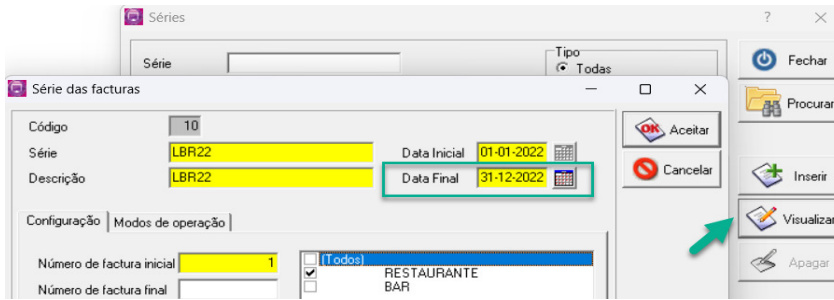 Séries
Série
Tipo
Todas
Fechar
Procurar
Inserir
Visualizar
Apagar
Série das facturas
Código 10
Série LBR22 Data Inicial 01-01-2022
Descrição LBR22 Data Final 31-12-2022
OK Aceitar
Cancelar
Configuração Modos de operação
Número de factura inicial 1
Número de factura final
(Todos)
RESTAURANTE
BAR